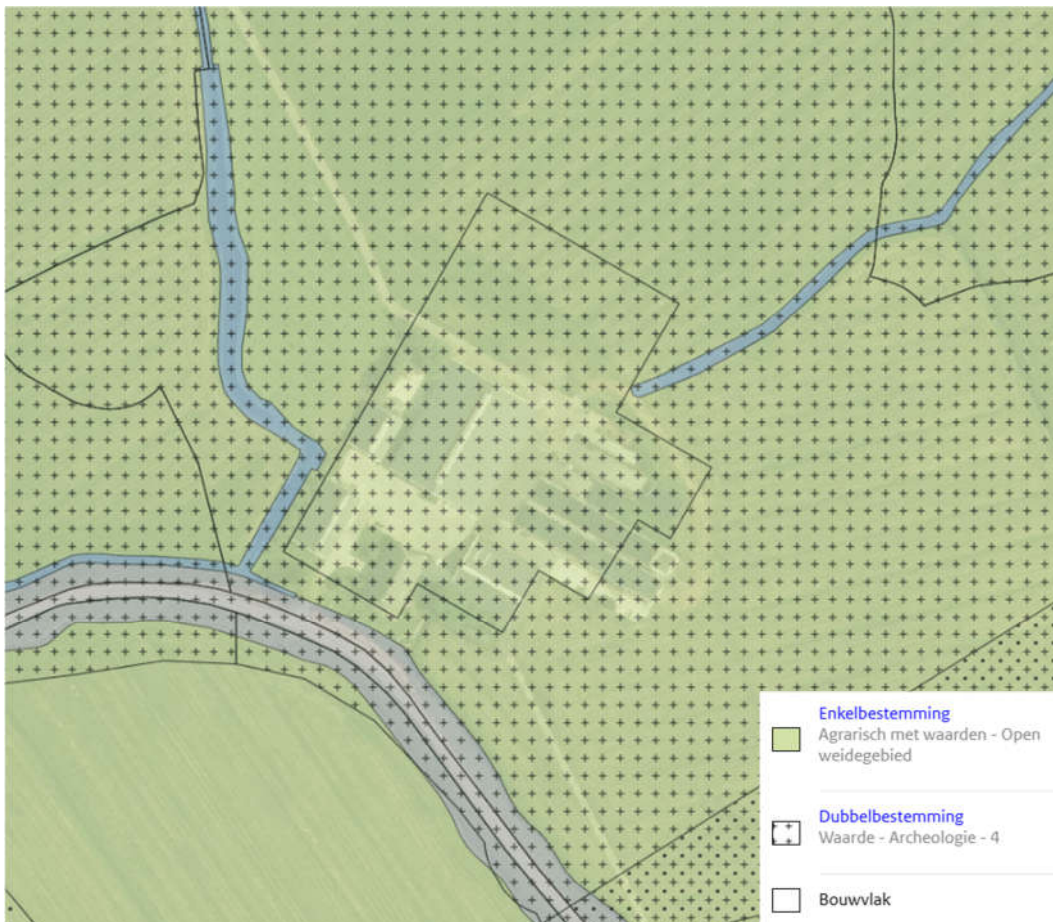 Enkelbestemming
Agrarisch met waarden - Open
weidegebied
Dubbelbestemming
Waarde - Archeologie - 4
Bouwvlak